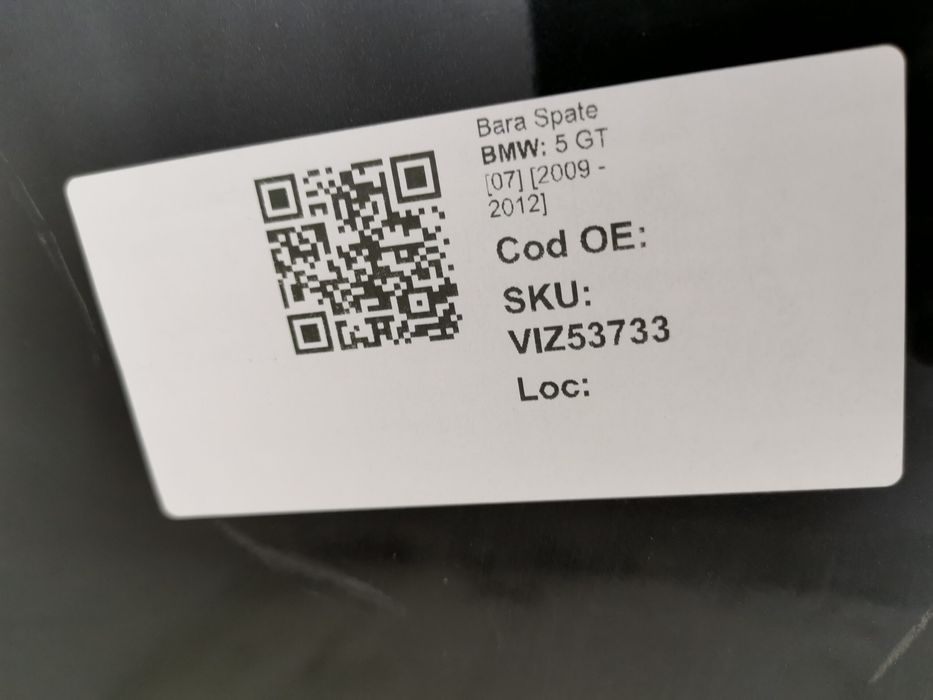 Bara Spate
BMW: 5 GT
[07] [2009 -
2012]
Cod OE:
SKU:
VIZ53733
Loc: